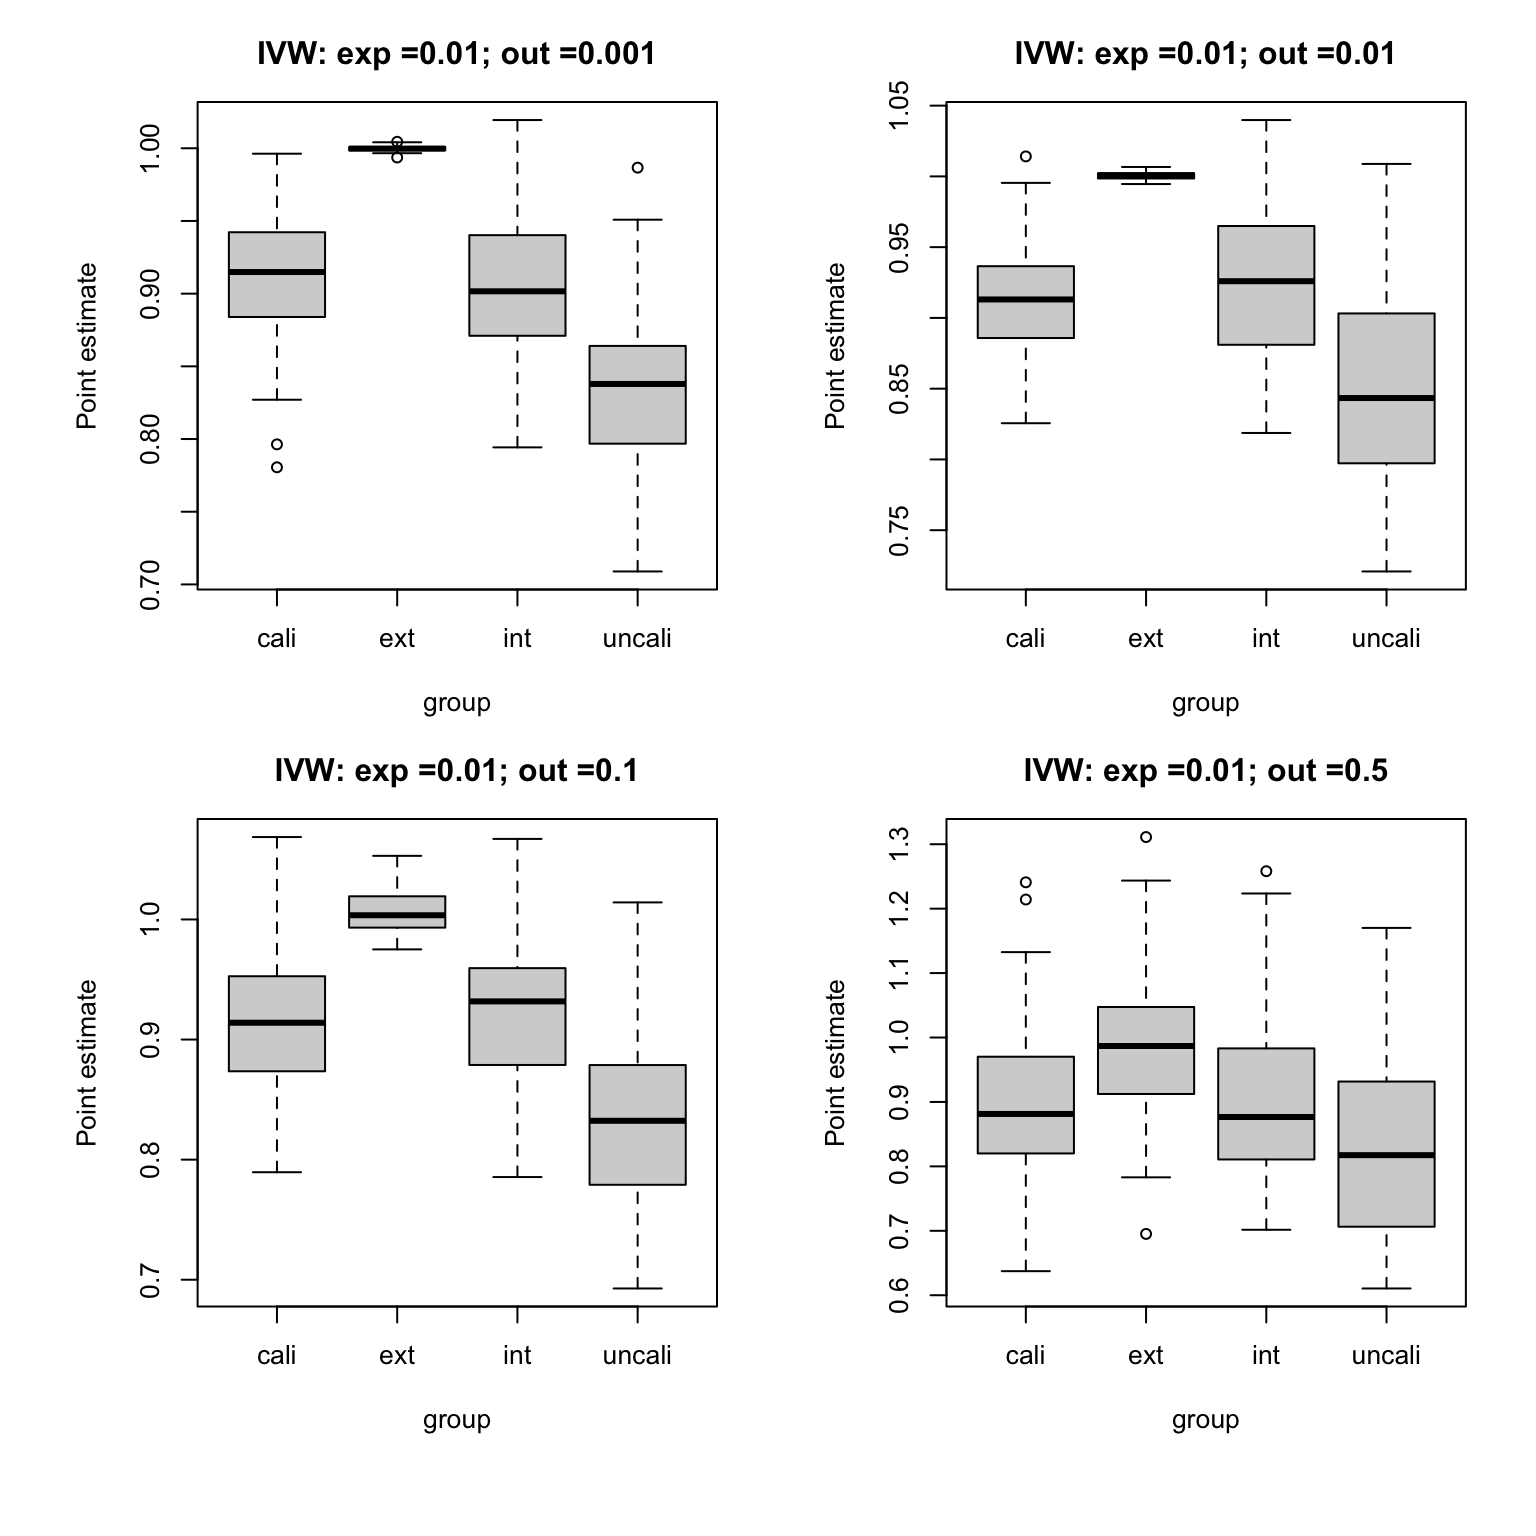 IVW: exp =0.01; out =0.001
Point estimate
1.00
0.90
0.80
0.70
cali ext int uncali
group
IVW: exp =0.01; out =0.01
Point estimate
1.05
0.95
0.85
0.75
cali ext int uncali
group
IVW: exp =0.01; out =0.1
Point estimate
1.0
0.9
0.8
0.7
cali ext int uncali
group
IVW: exp =0.01; out =0.5
Point estimate
1.3
1.2
1.1
1.0
0.9
0.8
0.7
0.6
cali ext int uncali
group